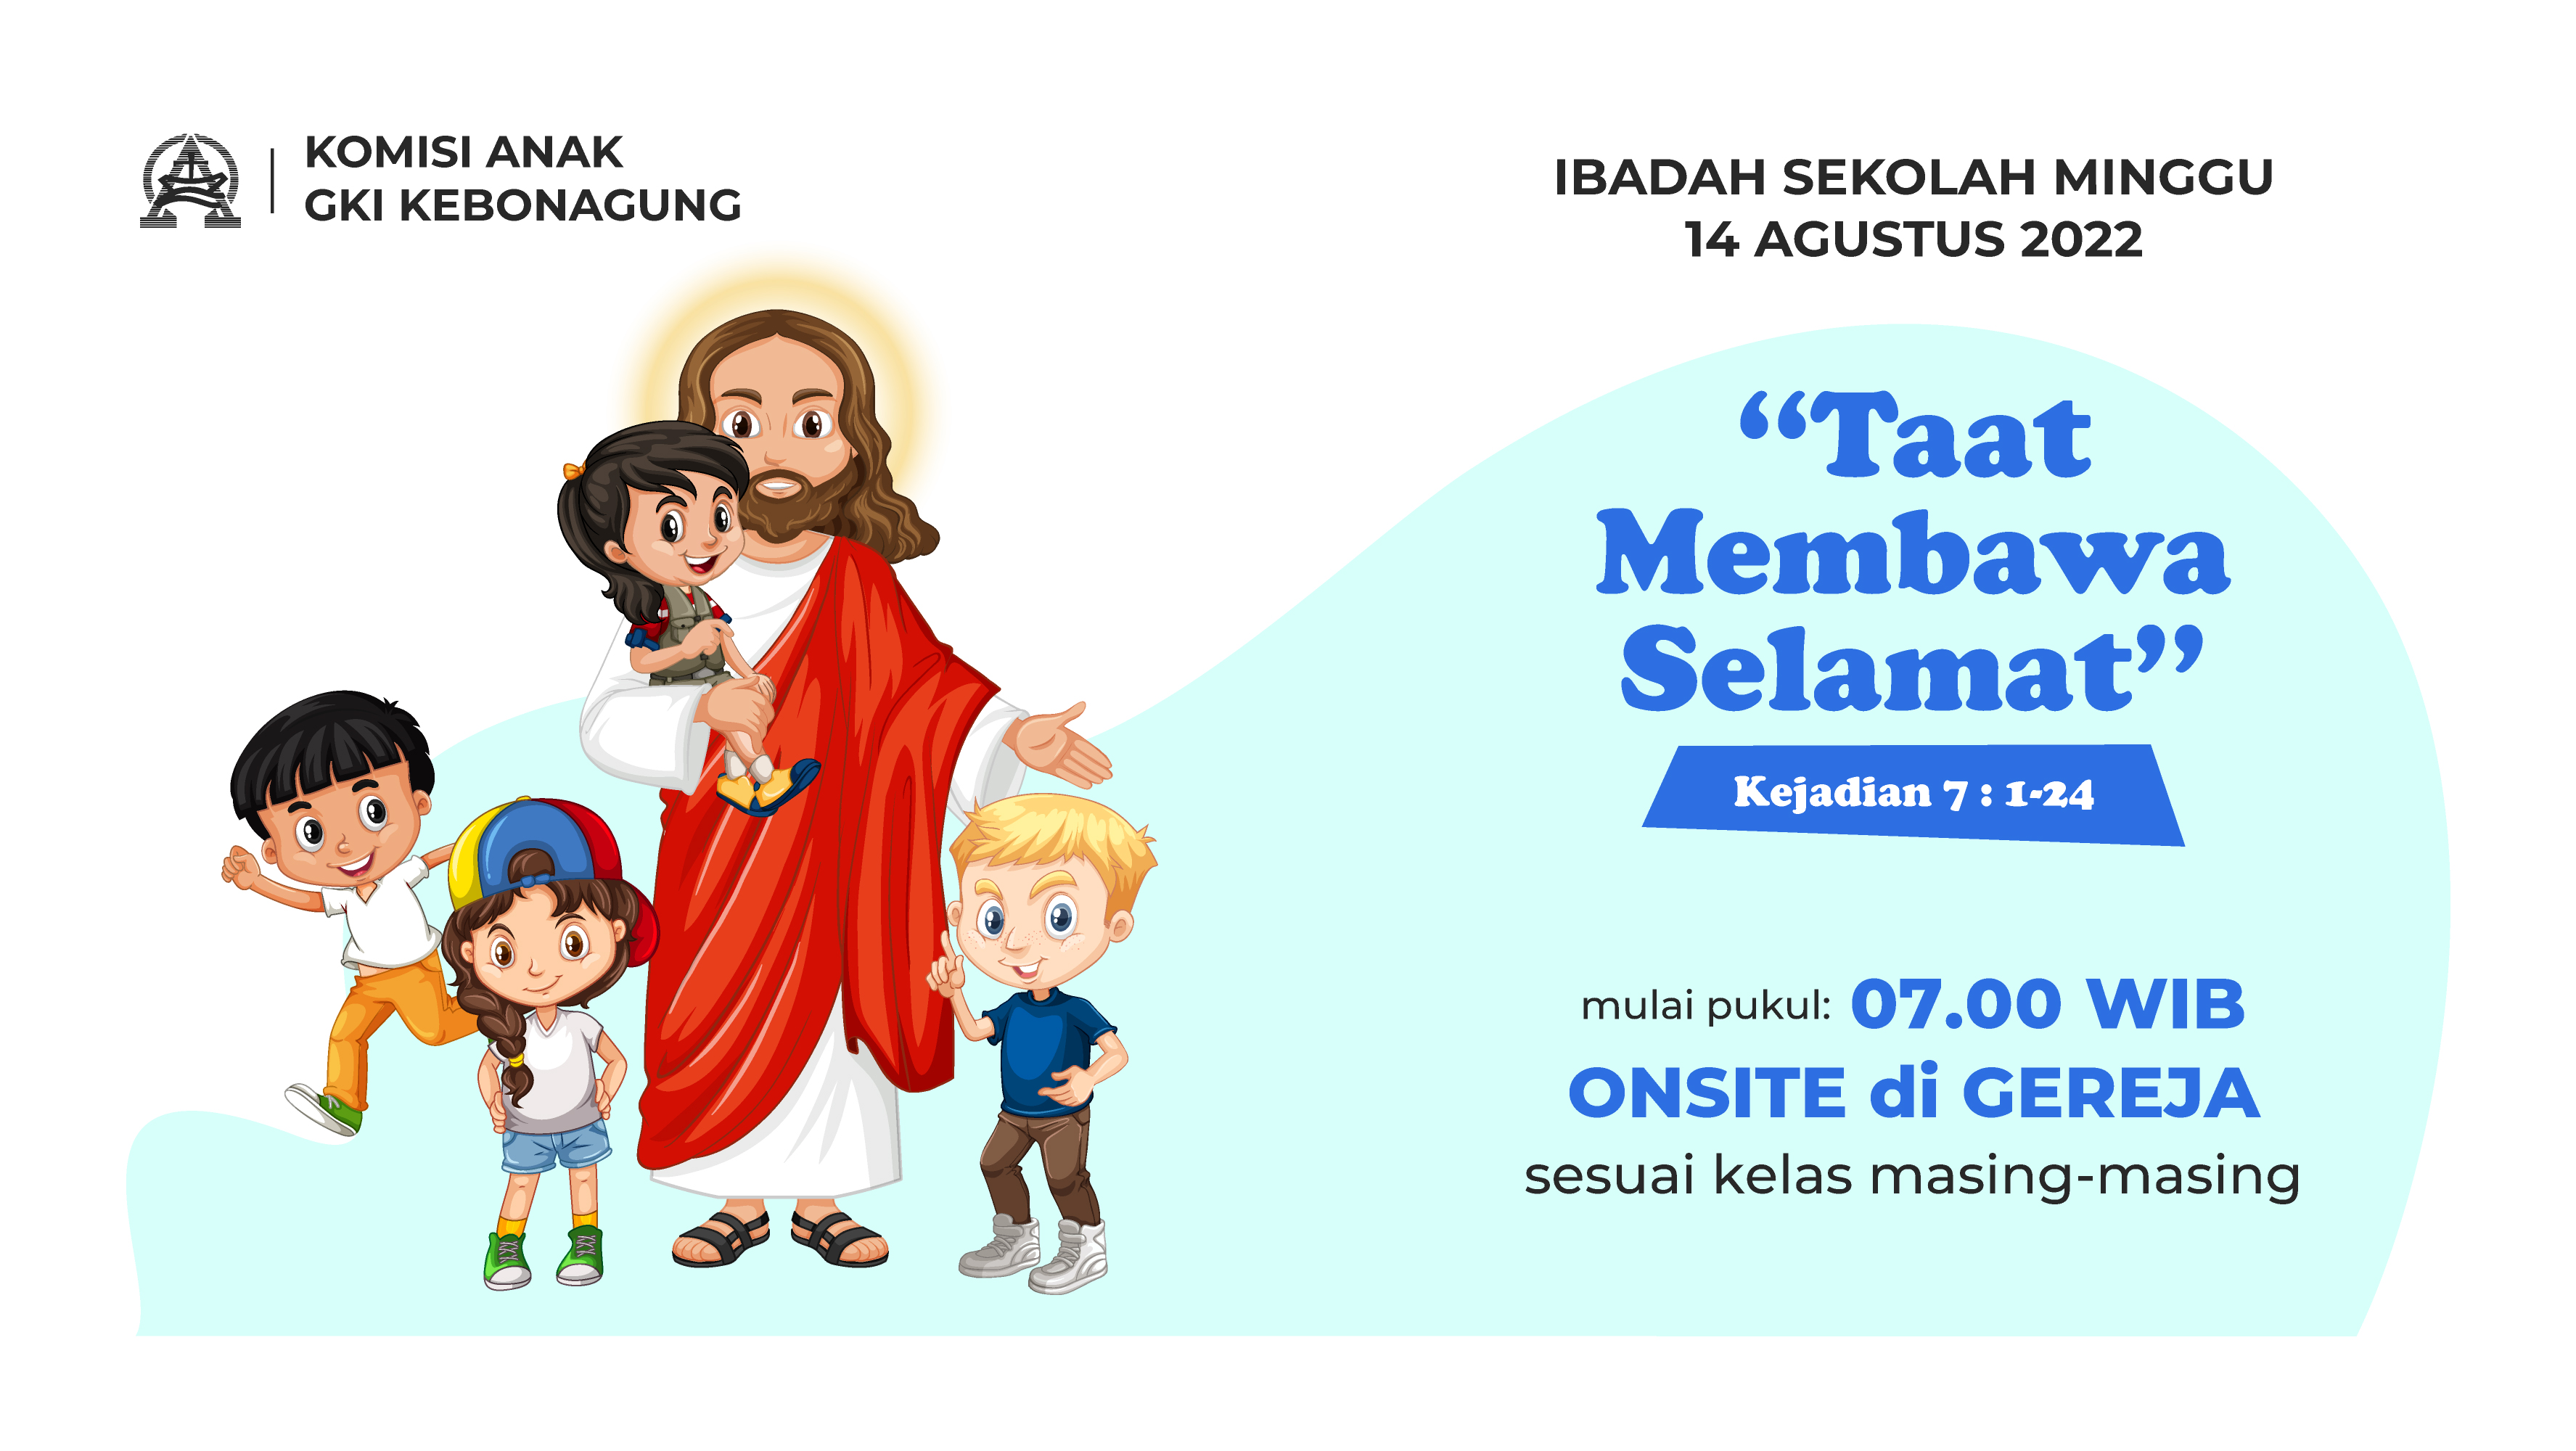 KOMISI ANAK
GKI KEBONAGUNG
IBADAH SEKOLAH MINGGU
14 AGUSTUS 2022
“Taat
Membawa
Selamat”
Kejadian 7 : 1-24
mulai pukul: 07.00 WIB
ONSITE di GEREJA
sesuai kelas masing-masing